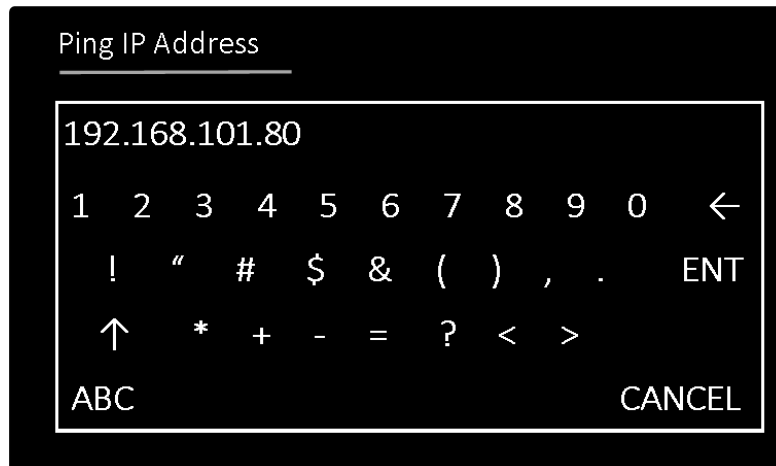 Ping IP Address
192.168.101.80
1 2 3 4 5 6 7 8 9 0 ←
! “ # $ & ( ) , . ENT
↑ * + - = ? < >
ABC CANCEL